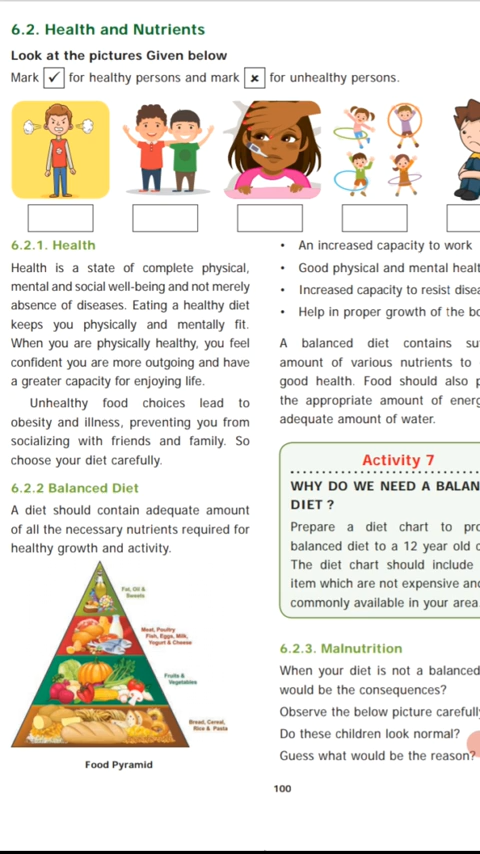 6.2. Health and Nutrients
Look at the pictures Given below
Mark ✓ for healthy persons and mark × for unhealthy persons.
6.2.1. Health
Health is a state of complete physical,
mental and social well-being and not merely
absence of diseases. Eating a healthy diet
keeps you physically and mentally fit.
When you are physically healthy, you feel
confident you are more outgoing and have
a greater capacity for enjoying life.
Unhealthy food choices lead to
obesity and illness, preventing you from
socializing with friends and family. So
choose your diet carefully.
6.2.2 Balanced Diet
A diet should contain adequate amount
of all the necessary nutrients required for
healthy growth and activity.
Fat, Oil &
Sweets
Meat, Poultry
Fish, Eggs, Milk,
Yogurt & Cheese
Fruits &
Vegetables
Bread, Cereal,
Rice & Pasta
Food Pyramid
• An increased capacity to work
• Good physical and mental healt
• Increased capacity to resist disea
• Help in proper growth of the bo
A balanced diet contains su
amount of various nutrients to
good health. Food should also p
the appropriate amount of energ
adequate amount of water.
Activity 7
WHY DO WE NEED A BALAN
DIET ?
Prepare a diet chart to pro
balanced diet to a 12 year old c
The diet chart should include
item which are not expensive and
commonly available in your area
6.2.3. Malnutrition
When your diet is not a balanced
would be the consequences?
Observe the below picture carefully
Do these children look normal?
Guess what would be the reason?
100